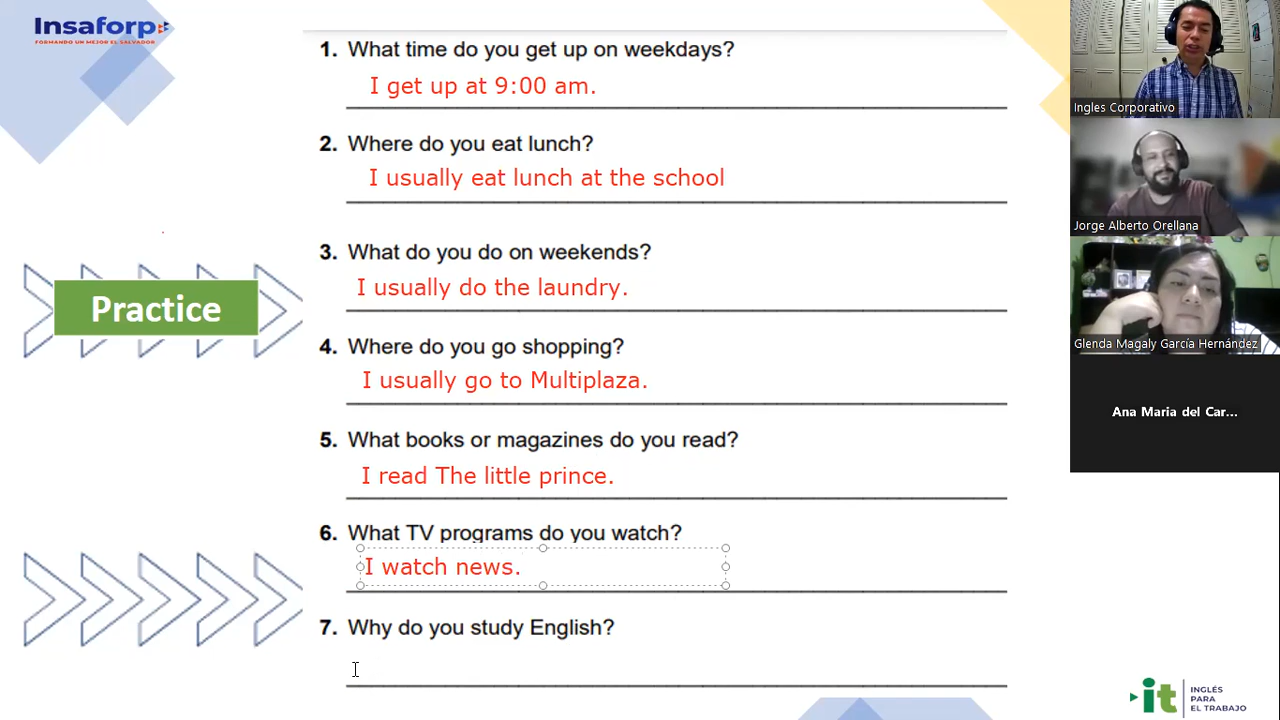 Insaforp
FORMANDO UN MEJOR EL SALVADOR
1. What time do you get up on weekdays?
I get up at 9:00 am.
2. Where do you eat lunch?
I usually eat lunch at the school
3. What do you do on weekends?
I usually do the laundry.
Practice
4. Where do you go shopping?
I usually go to Multiplaza.
5. What books or magazines do you read?
I read The little prince.
6. What TV programs do you watch?
I watch news.
7. Why do you study English?
Ingles Corporativo
Jorge Alberto Orellana
Glenda Magaly García Hernández
Ana Maria del Car...
it
INGLÉS
PARA
EL TRABAJO